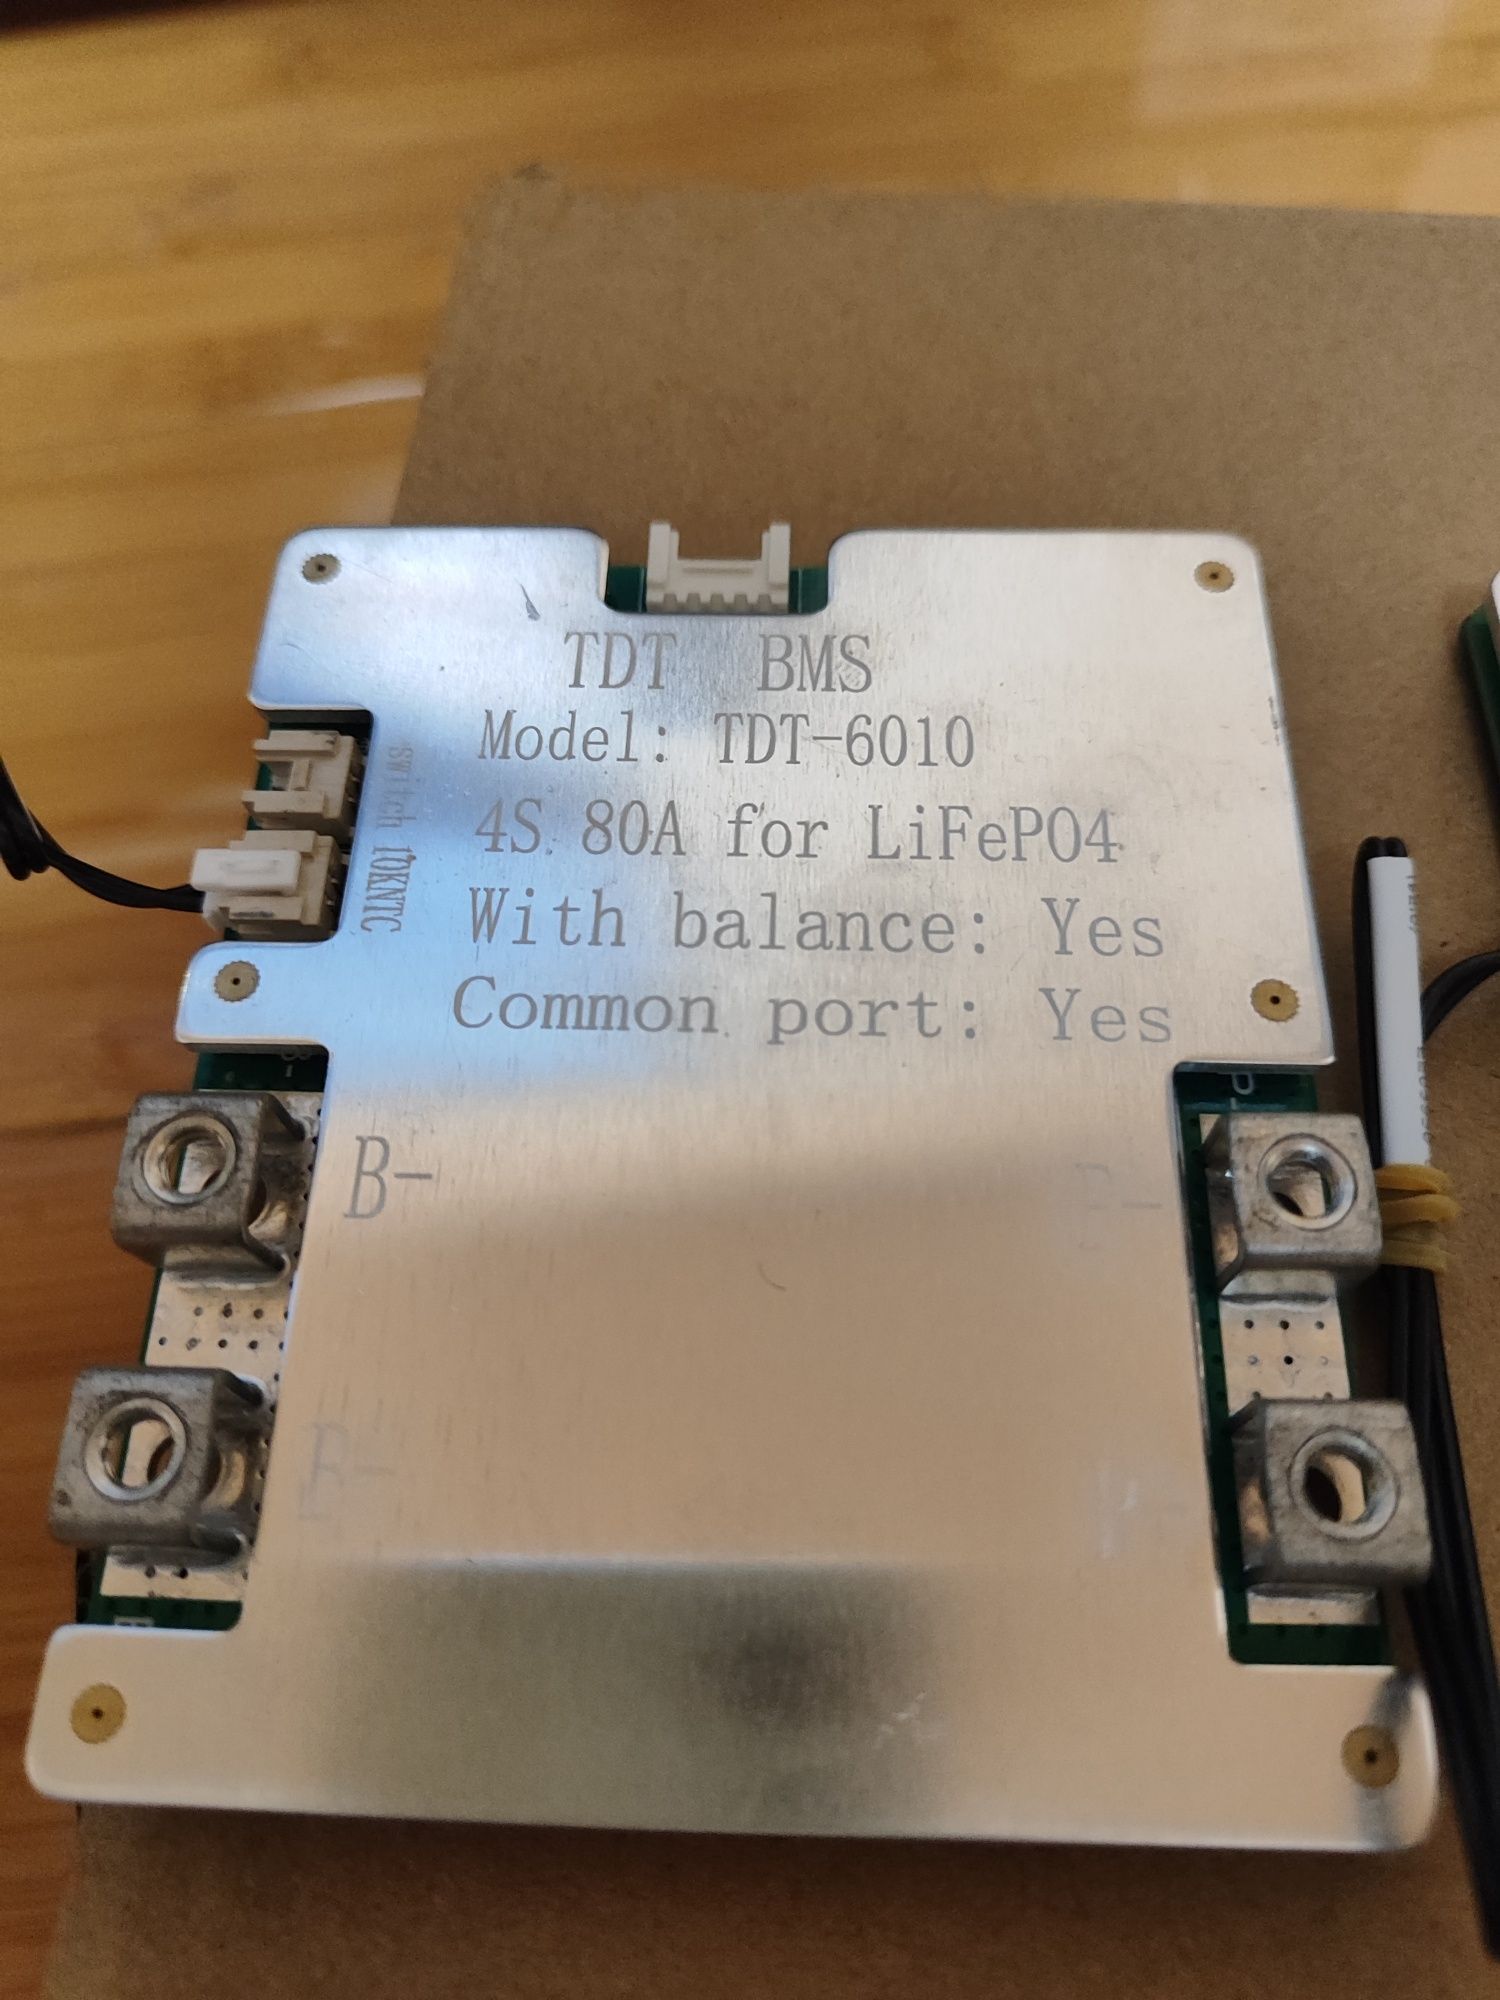 TDT BMS
Model: TDT-6010
4S 80A for LiFePO4
With balance: Yes
Common port: Yes
switch 10KNTC
B-
B-